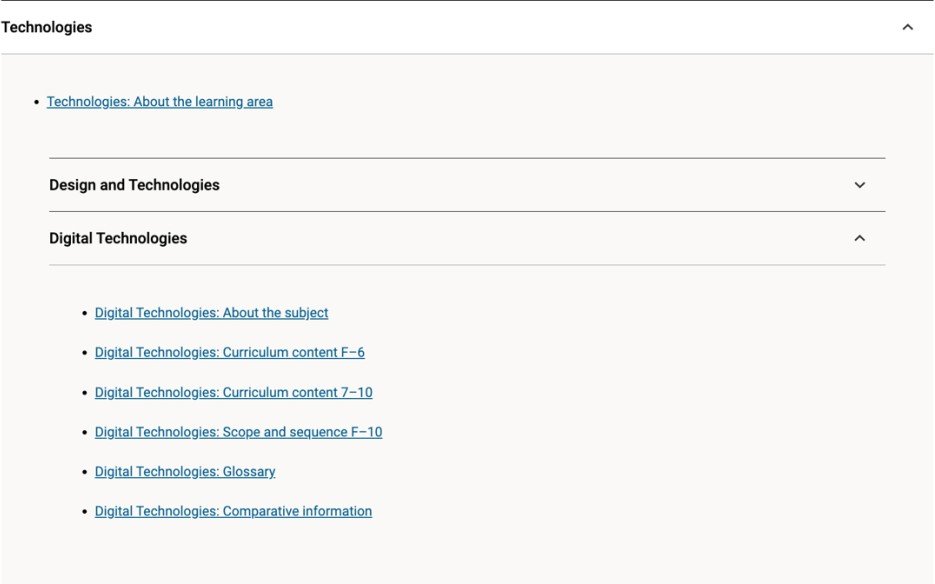 Technologies
Technologies: About the learning area
Design and Technologies
Digital Technologies
Digital Technologies: About the subject
Digital Technologies: Curriculum content F–6
Digital Technologies: Curriculum content 7–10
Digital Technologies: Scope and sequence F–10
Digital Technologies: Glossary
Digital Technologies: Comparative information